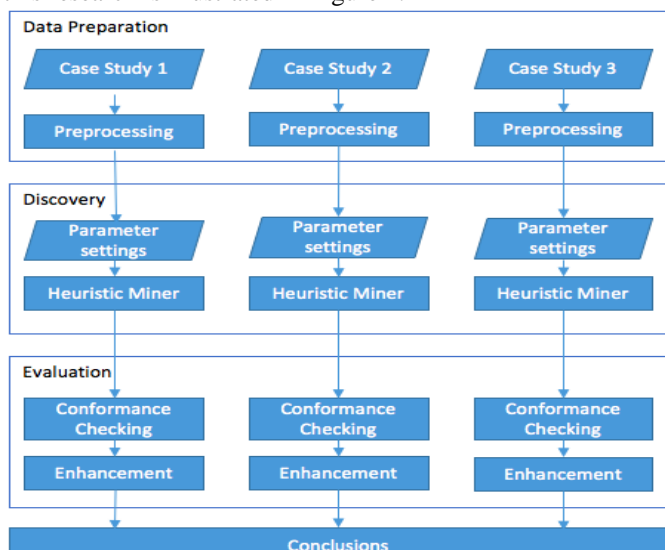 Data Preparation
Case Study 1
Case Study 2
Case Study 3
Preprocessing
Preprocessing
Preprocessing
Discovery
Parameter
settings
Parameter
settings
Parameter
settings
Heuristic Miner
Heuristic Miner
Heuristic Miner
Evaluation
Conformance
Checking
Conformance
Checking
Conformance
Checking
Enhancement
Enhancement
Enhancement
Conclusions